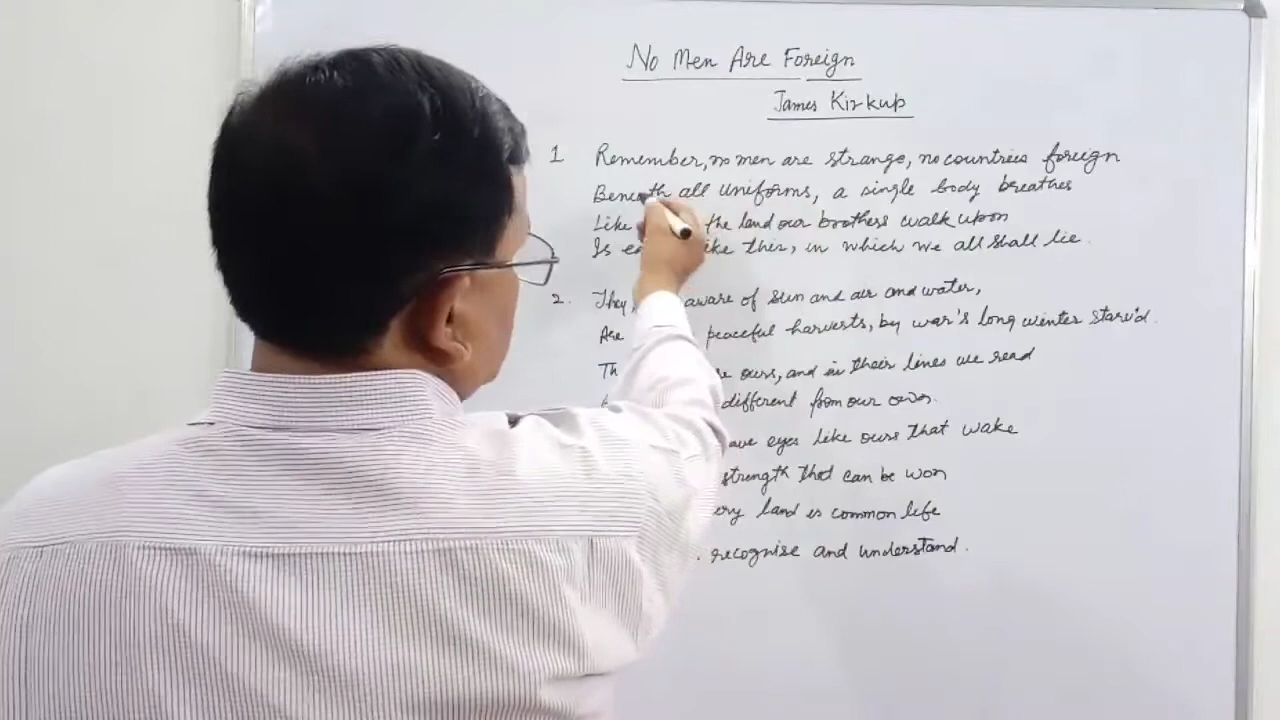 No Men Are Foreign
James Kirkup
1 Remember, no men are strange, no countries foreign
Beneath all uniforms, a single body breathes
Like the land our brothers walk upon
Is like this, in which we all shall lie.
2. They, aware of sun and air and water,
Are peaceful harvests, by war's long winter starv'd.
Th ours, and in their lines we read
different from our own.
eyes like ours that wake
strength that can be won
land is common life
recognise and understand.